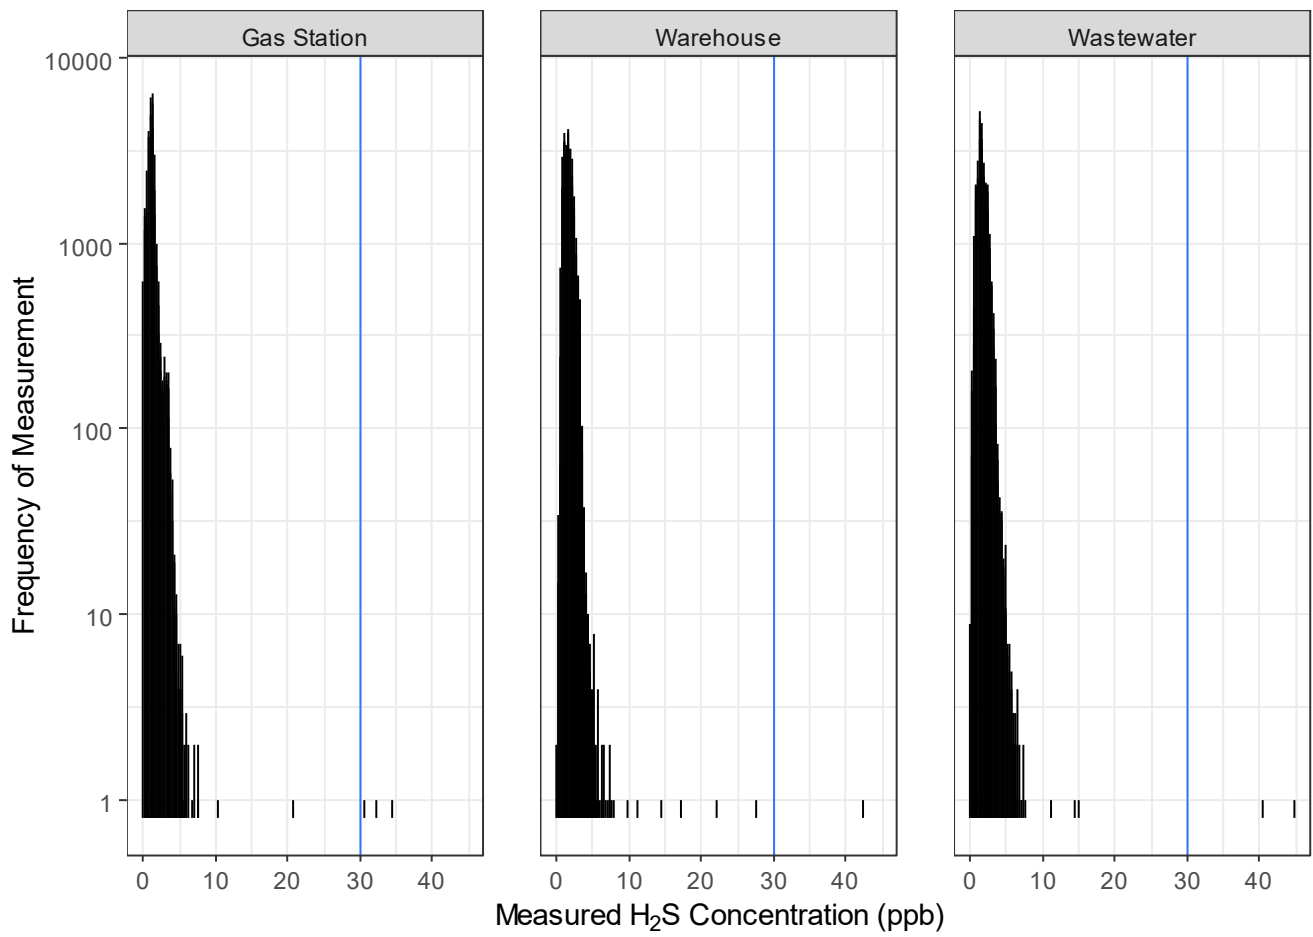 Gas Station Warehouse Wastewater
10000
1000
100
10
1
Frequency of Measurement
0 10 20 30 40 0 10 20 30 40 0 10 20 30 40
Measured H₂S Concentration (ppb)